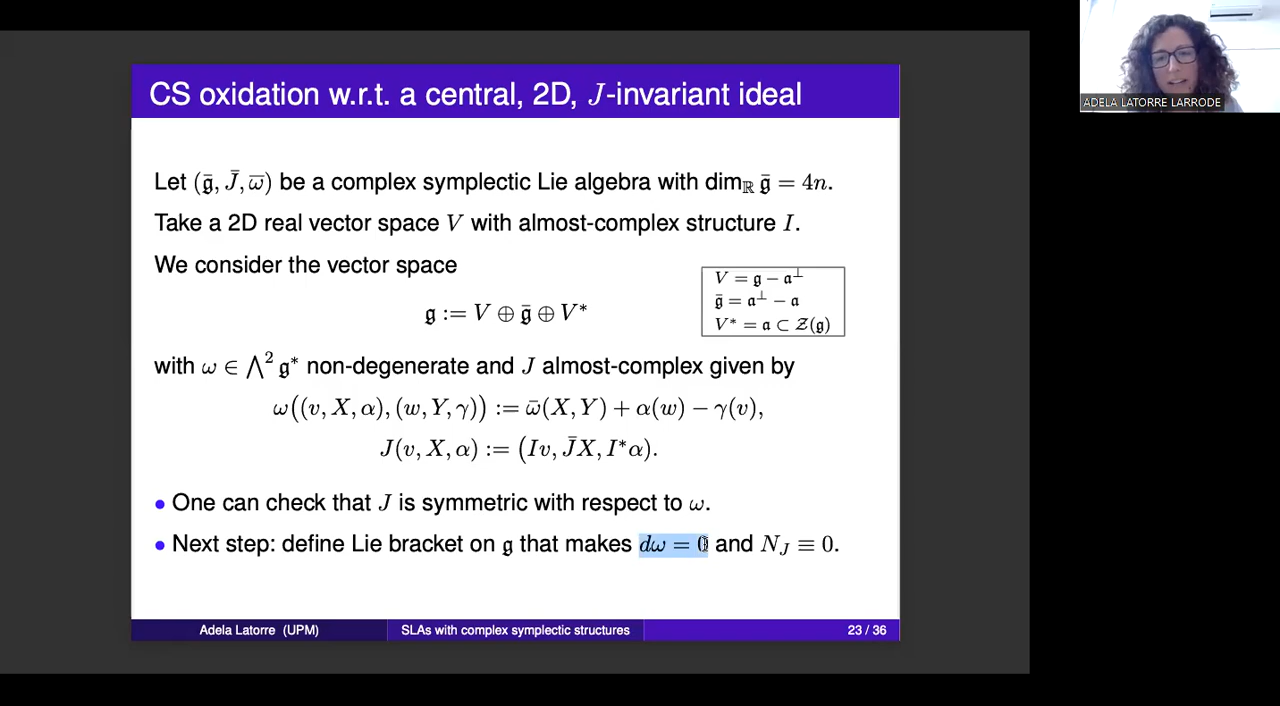 CS oxidation w.r.t. a central, 2D, J-invariant ideal
ADELA LATORRE LARRODE
Let (𝔤̄, J̄, ω̄) be a complex symplectic Lie algebra with dim_ℝ 𝔤̄ = 4n.
Take a 2D real vector space V with almost-complex structure I.
We consider the vector space
V = 𝔤 − 𝔞^⊥
𝔤̄ = 𝔞^⊥ − 𝔞
V* = 𝔞 ⊂ 𝒵(𝔤)
𝔤 := V ⊕ 𝔤̄ ⊕ V*
with ω ∈ ⋀² 𝔤* non-degenerate and J almost-complex given by
ω((v, X, α), (w, Y, γ)) := ω̄(X, Y) + α(w) − γ(v),
J(v, X, α) := (Iv, J̄X, I*α).
• One can check that J is symmetric with respect to ω.
• Next step: define Lie bracket on 𝔤 that makes dω = 0 and N_J ≡ 0.
Adela Latorre (UPM) SLAs with complex symplectic structures 23 / 36